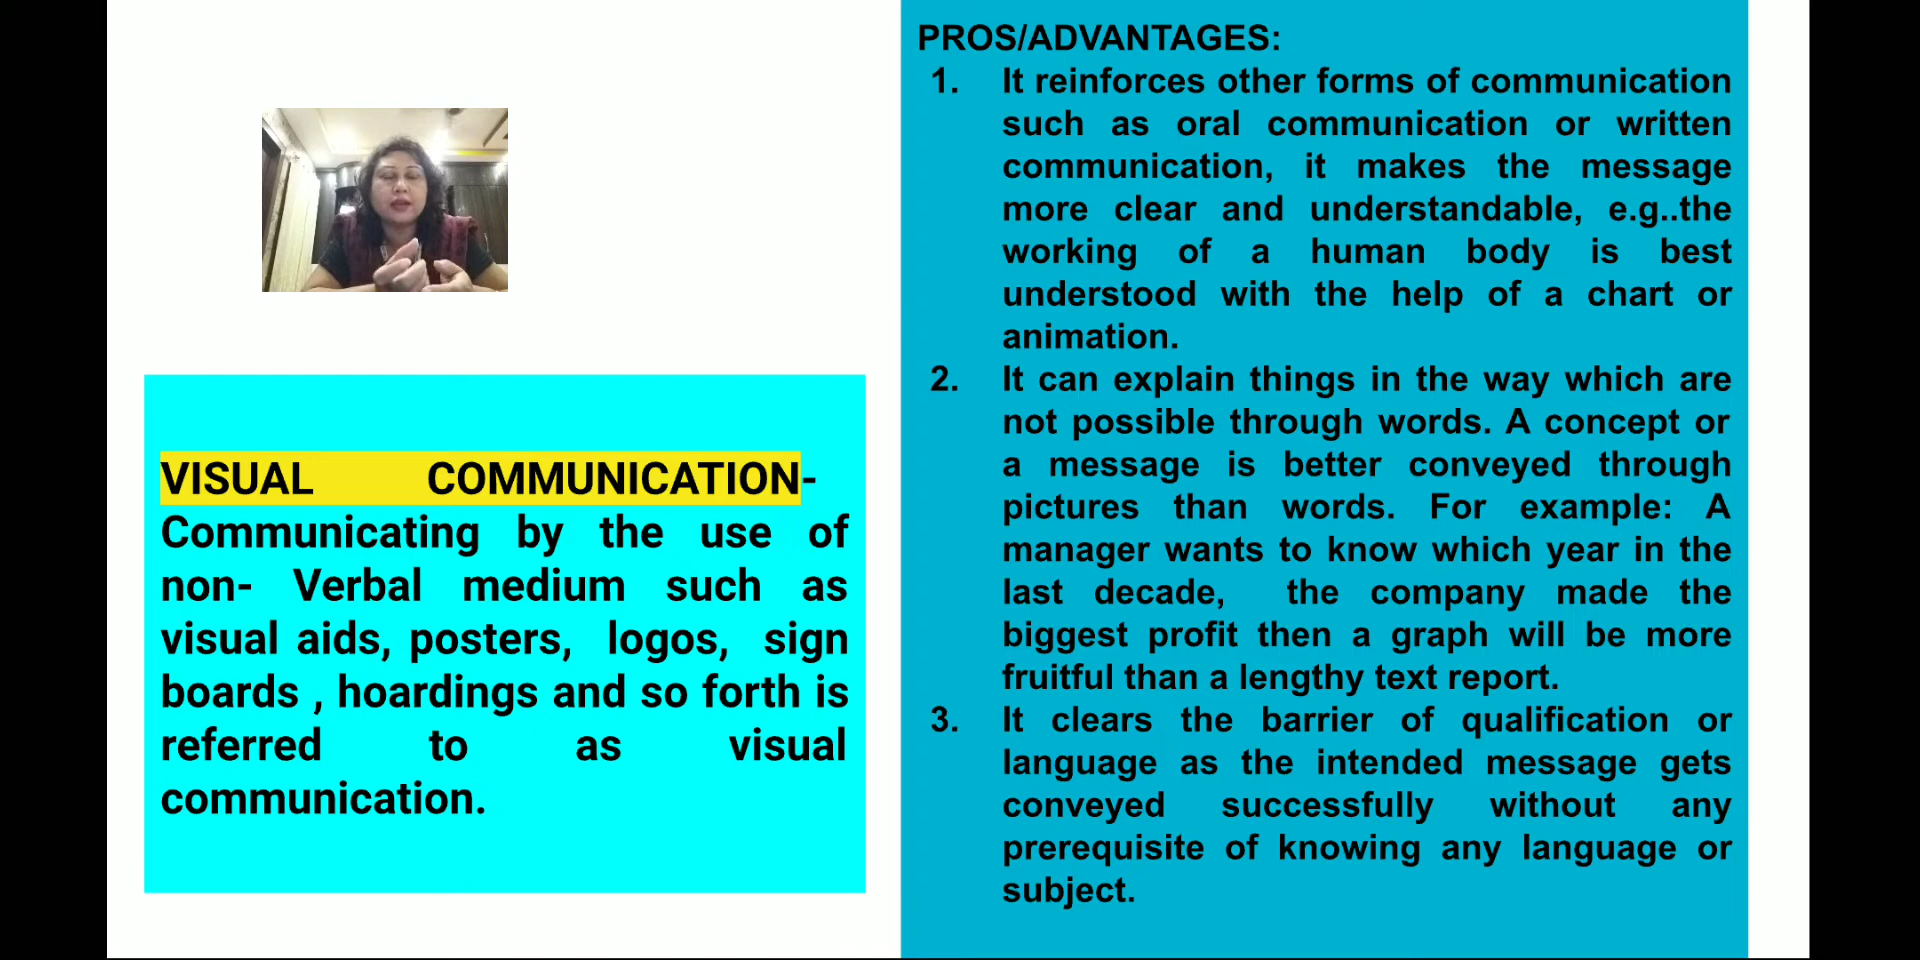 VISUAL COMMUNICATION-
Communicating by the use of
non- Verbal medium such as
visual aids, posters, logos, sign
boards , hoardings and so forth is
referred to as visual
communication.
PROS/ADVANTAGES:
1. It reinforces other forms of communication
such as oral communication or written
communication, it makes the message
more clear and understandable, e.g..the
working of a human body is best
understood with the help of a chart or
animation.
2. It can explain things in the way which are
not possible through words. A concept or
a message is better conveyed through
pictures than words. For example: A
manager wants to know which year in the
last decade, the company made the
biggest profit then a graph will be more
fruitful than a lengthy text report.
3. It clears the barrier of qualification or
language as the intended message gets
conveyed successfully without any
prerequisite of knowing any language or
subject.